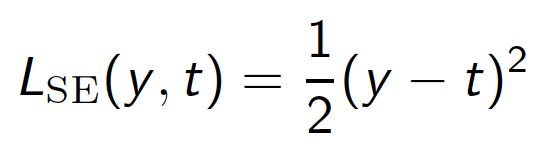 L_SE(y, t) = 1/2 (y − t)²